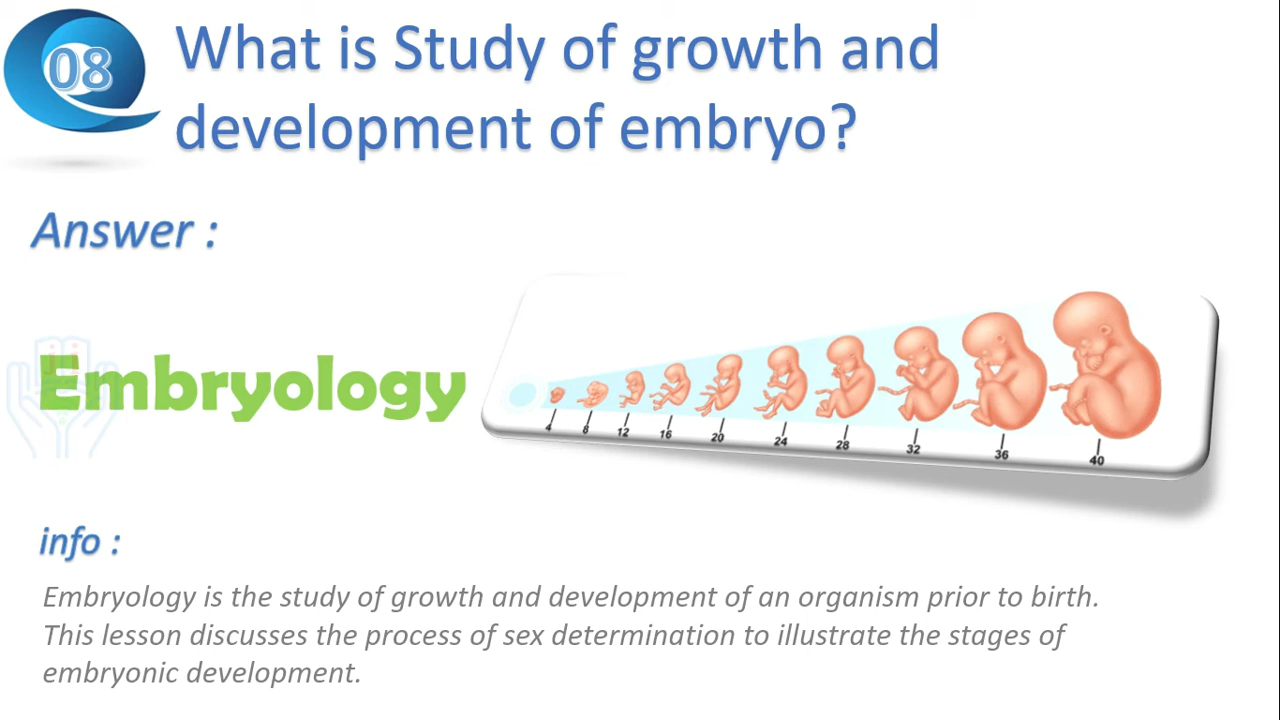 08
What is Study of growth and
development of embryo?
Answer :
Embryology
4 8 12 16 20 24 28 32 36 40
info :
Embryology is the study of growth and development of an organism prior to birth.
This lesson discusses the process of sex determination to illustrate the stages of
embryonic development.